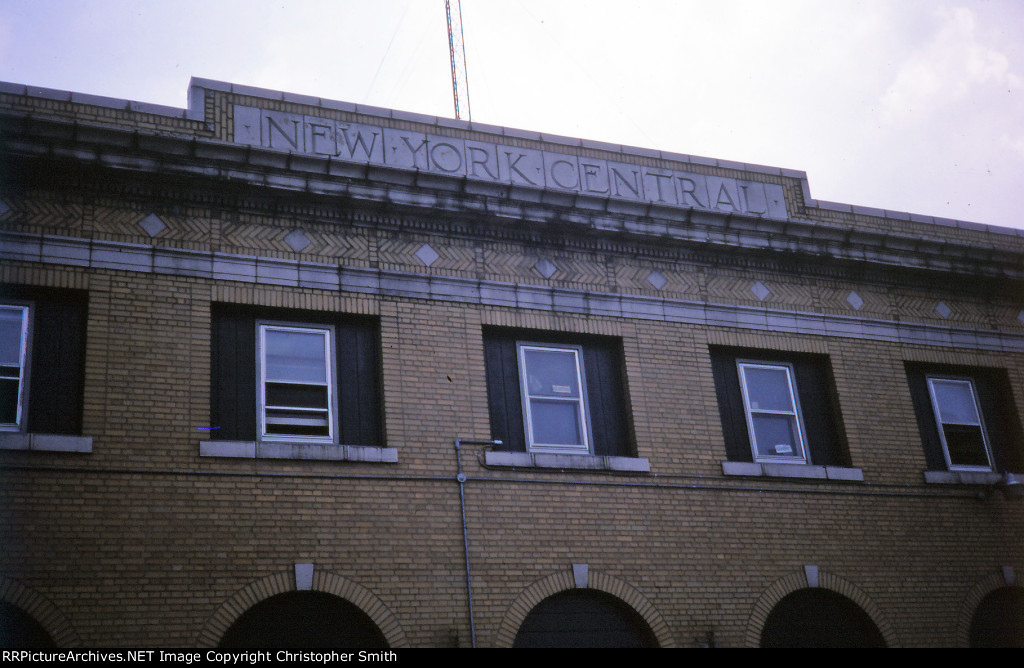 NEW YORK CENTRAL
RRPictureArchives.NET Image Copyright Christopher Smith